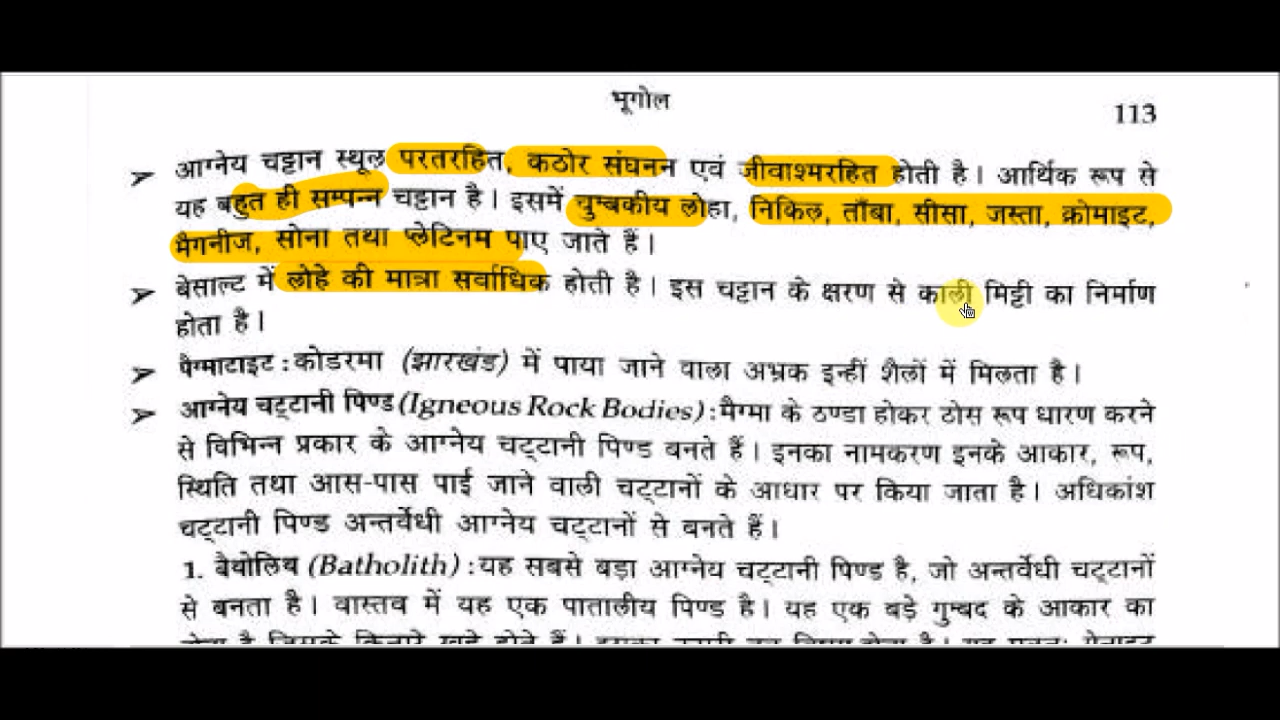 भूगोल
113
➢ आग्नेय चट्टान स्थूल परतरहित, कठोर संघनन एवं जीवाश्मरहित होती है। आर्थिक रूप से
यह बहुत ही सम्पन्न चट्टान है। इसमें चुम्बकीय लोहा, निकिल, ताँबा, सीसा, जस्ता, क्रोमाइट,
मैंगनीज, सोना तथा प्लेटिनम पाए जाते हैं।
➢ बेसाल्ट में लोहे की मात्रा सर्वाधिक होती है। इस चट्टान के क्षरण से काली मिट्टी का निर्माण
होता है।
➢ पैग्माटाइट : कोडरमा (झारखंड) में पाया जाने वाला अभ्रक इन्हीं शैलों में मिलता है।
➢ आग्नेय चट्टानी पिण्ड (Igneous Rock Bodies) : मैग्मा के ठण्डा होकर ठोस रूप धारण करने
से विभिन्न प्रकार के आग्नेय चट्टानी पिण्ड बनते हैं। इनका नामकरण इनके आकार, रूप,
स्थिति तथा आस-पास पाई जाने वाली चट्टानों के आधार पर किया जाता है। अधिकांश
चट्टानी पिण्ड अन्तर्वेधी आग्नेय चट्टानों से बनते हैं।
1. बैथोलिथ (Batholith) : यह सबसे बड़ा आग्नेय चट्टानी पिण्ड है, जो अन्तर्वेधी चट्टानों
से बनता है। वास्तव में यह एक पातालीय पिण्ड है। यह एक बड़े गुम्बद के आकार का